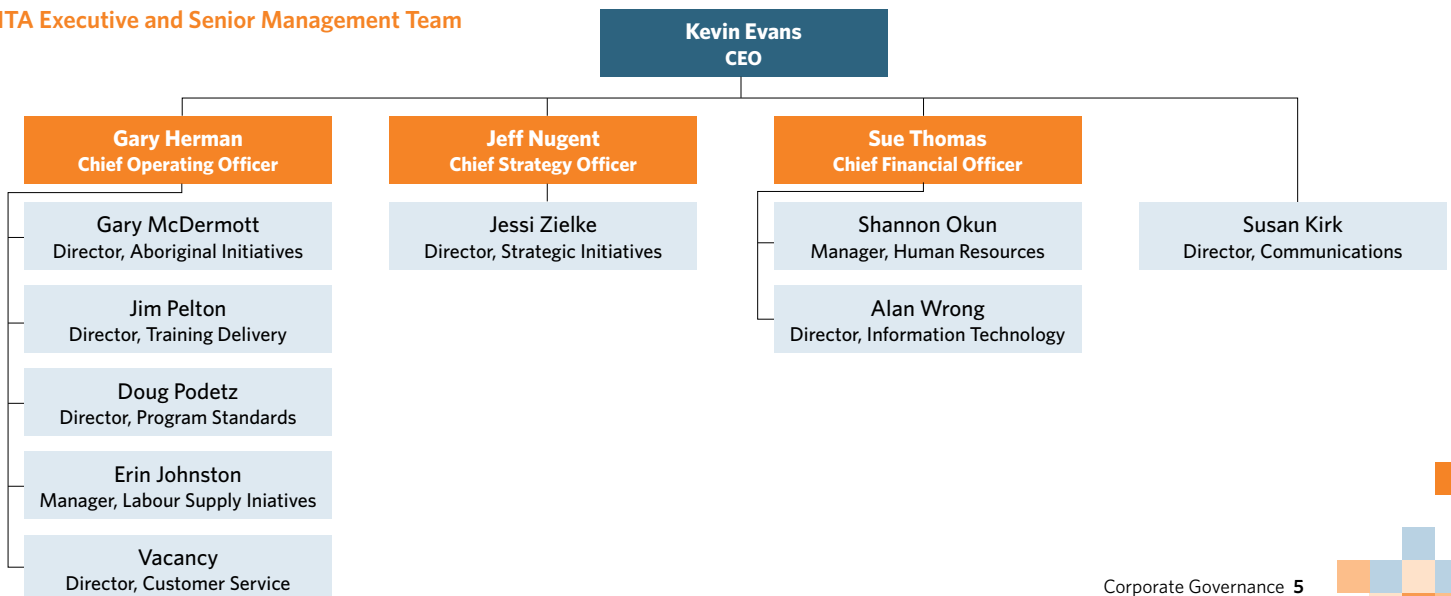 ITA Executive and Senior Management Team
Kevin Evans
CEO
Gary Herman
Chief Operating Officer
Jeff Nugent
Chief Strategy Officer
Sue Thomas
Chief Financial Officer
Gary McDermott
Director, Aboriginal Initiatives
Jessi Zielke
Director, Strategic Initiatives
Shannon Okun
Manager, Human Resources
Susan Kirk
Director, Communications
Jim Pelton
Director, Training Delivery
Alan Wrong
Director, Information Technology
Doug Podetz
Director, Program Standards
Erin Johnston
Manager, Labour Supply Iniatives
Vacancy
Director, Customer Service
Corporate Governance 5